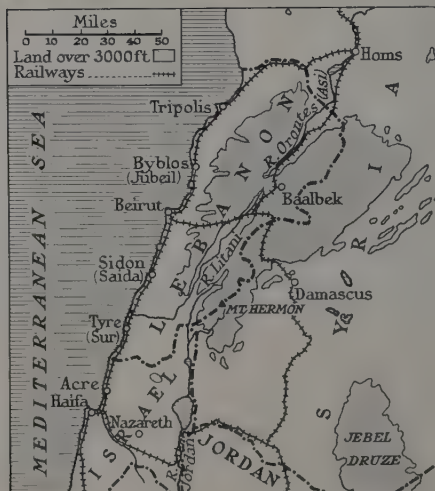 Miles
0 10 20 30 40 50
Land over 3000ft
Railways
Homs
Tripolis
R. Orontes (Asi)
Byblos
(Jubeil)
Baalbek
Beirut
LEBANON
R. Litani
Sidon
(Saida)
Damascus
MT HERMON
Tyre
(Sur)
SYRIA
Acre
Haifa
Nazareth
ISRAEL
R. Jordan
JORDAN
JEBEL
DRUZE
MEDITERRANEAN SEA